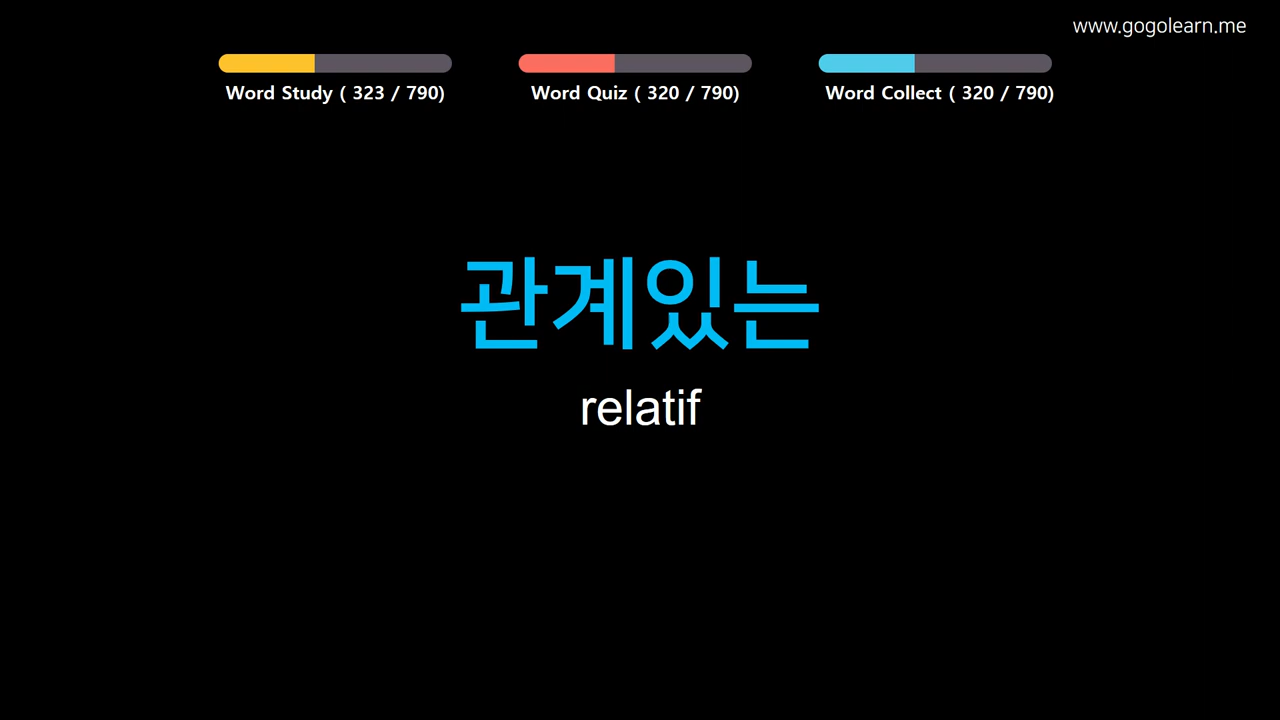 www.gogolearn.me
Word Study ( 323 / 790)
Word Quiz ( 320 / 790)
Word Collect ( 320 / 790)
관계있는
relatif